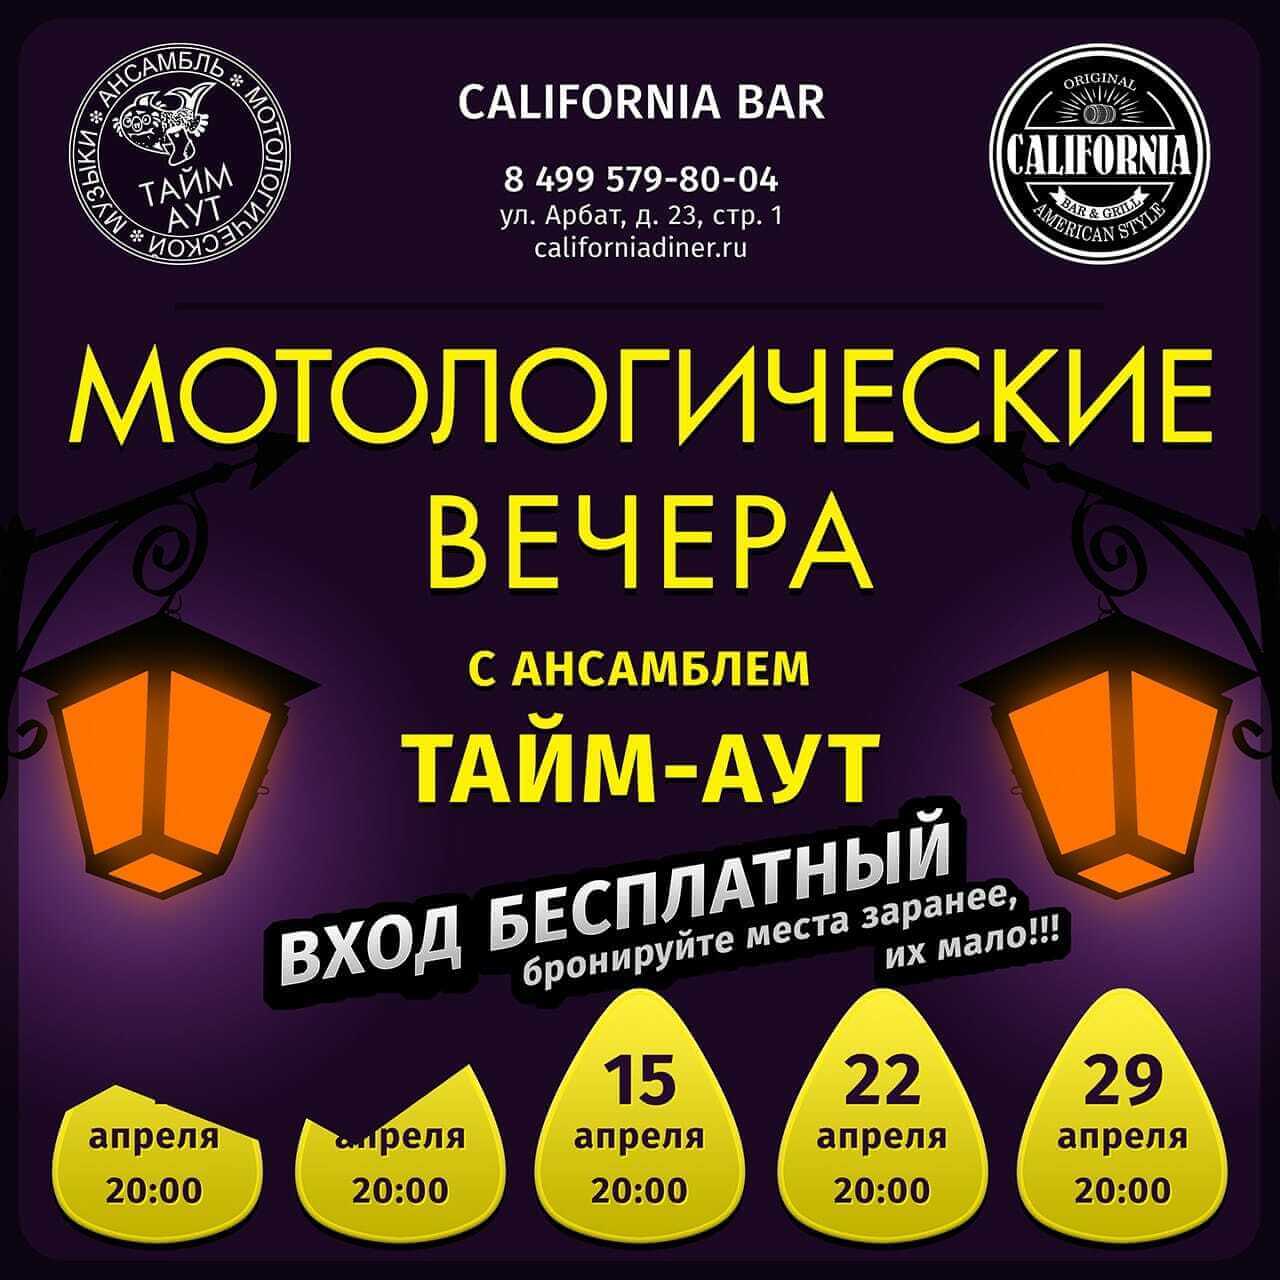 АНСАМБЛЬ * МОТОЛОГИЧЕСКОЙ * МУЗЫКИ *
ТАЙМ
АУТ
CALIFORNIA BAR
8 499 579-80-04
ул. Арбат, д. 23, стр. 1
californiadiner.ru
ORIGINAL
CALIFORNIA
BAR & GRILL
AMERICAN STYLE
МОТОЛОГИЧЕСКИЕ
ВЕЧЕРА
С АНСАМБЛЕМ
ТАЙМ-АУТ
ВХОД БЕСПЛАТНЫЙ
бронируйте места заранее,
их мало!!!
апреля
20:00
апреля
20:00
15
апреля
20:00
22
апреля
20:00
29
апреля
20:00